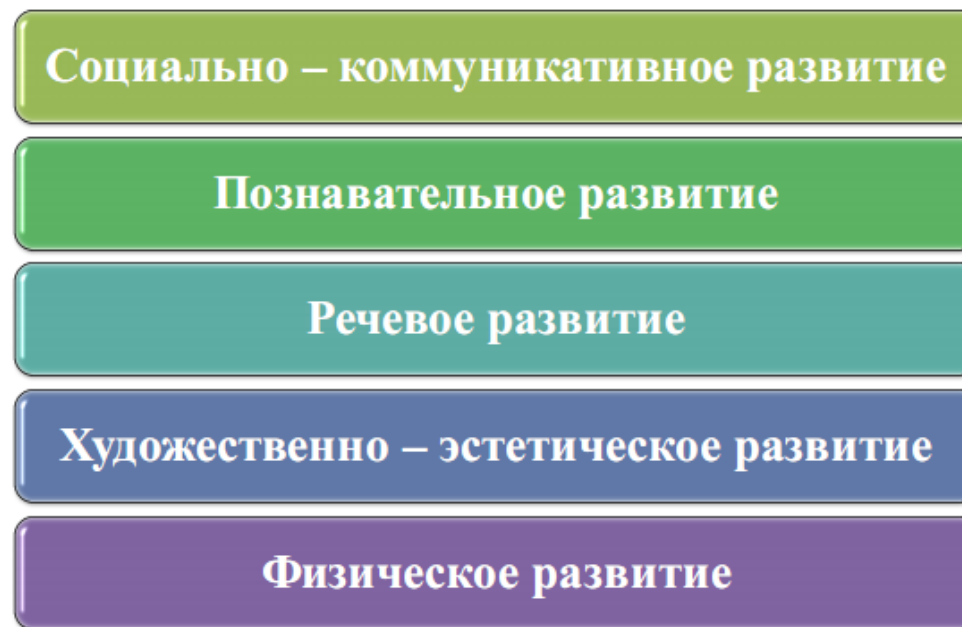 Социально – коммуникативное развитие
Познавательное развитие
Речевое развитие
Художественно – эстетическое развитие
Физическое развитие